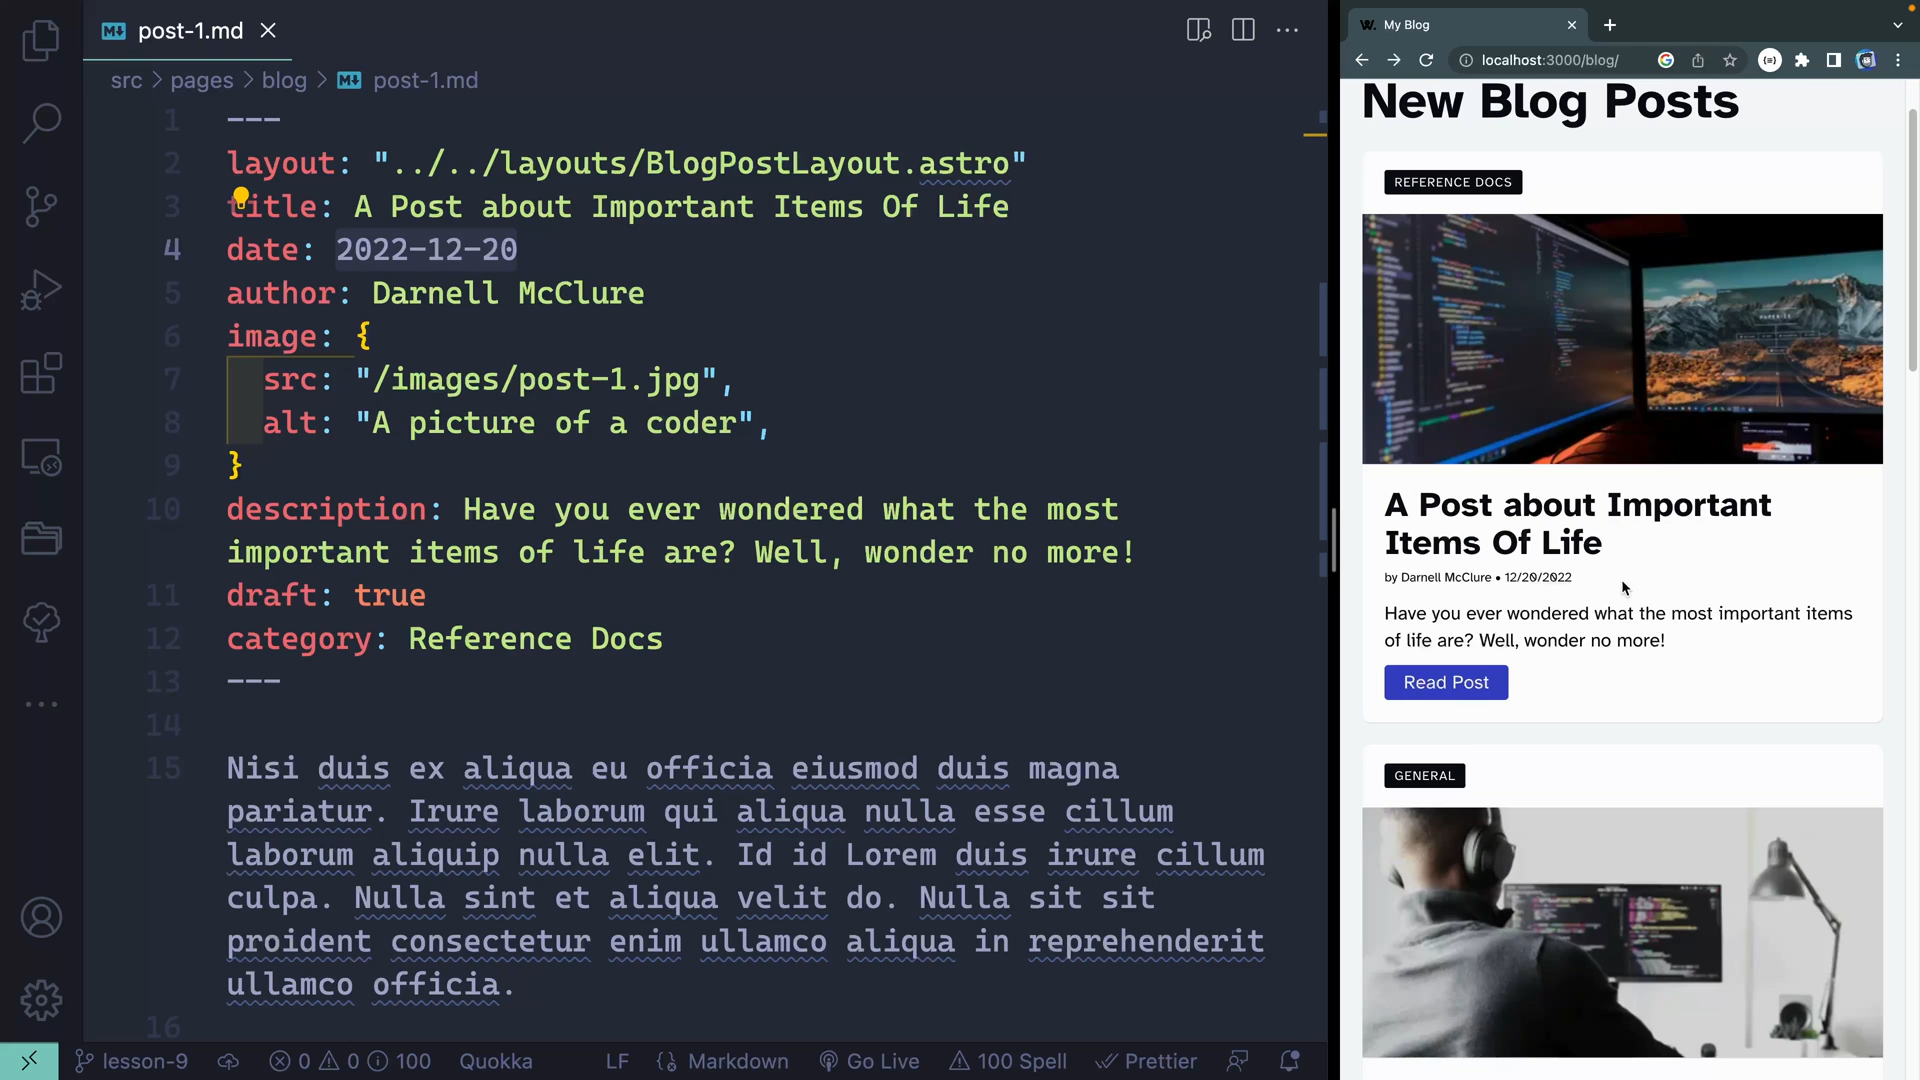 post-1.md
src > pages > blog > post-1.md
1 ---
2 layout: "../../layouts/BlogPostLayout.astro"
3 title: A Post about Important Items Of Life
4 date: 2022-12-20
5 author: Darnell McClure
6 image: {
7 src: "/images/post-1.jpg",
8 alt: "A picture of a coder",
9 }
10 description: Have you ever wondered what the most
important items of life are? Well, wonder no more!
11 draft: true
12 category: Reference Docs
13 ---
14
15 Nisi duis ex aliqua eu officia eiusmod duis magna
pariatur. Irure laborum qui aliqua nulla esse cillum
laborum aliquip nulla elit. Id id Lorem duis irure cillum
culpa. Nulla sint et aliqua velit do. Nulla sit sit
proident consectetur enim ullamco aliqua in reprehenderit
ullamco officia.
16
lesson-9 0 0 100 Quokka LF Markdown Go Live 100 Spell Prettier
My Blog
localhost:3000/blog/
New Blog Posts
REFERENCE DOCS
A Post about Important
Items Of Life
by Darnell McClure • 12/20/2022
Have you ever wondered what the most important items
of life are? Well, wonder no more!
Read Post
GENERAL